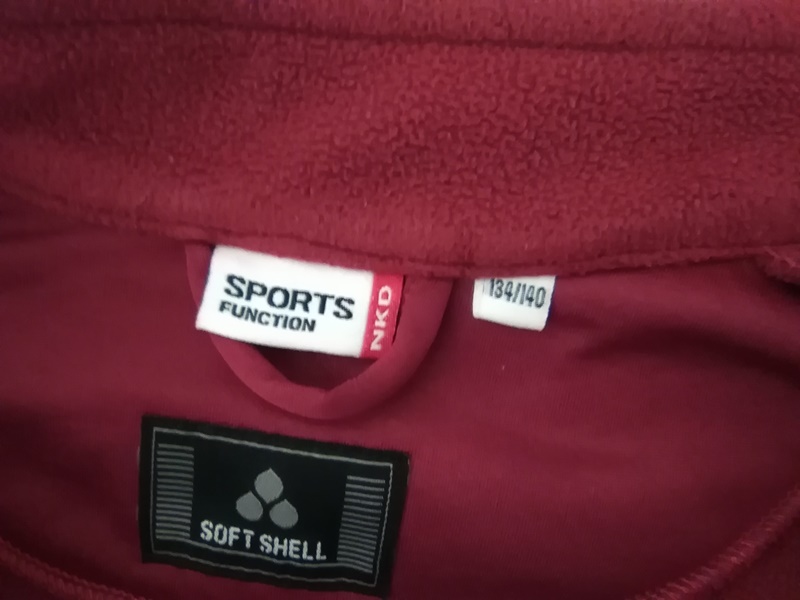 SPORTS
FUNCTION
NKD
134/140
SOFT SHELL